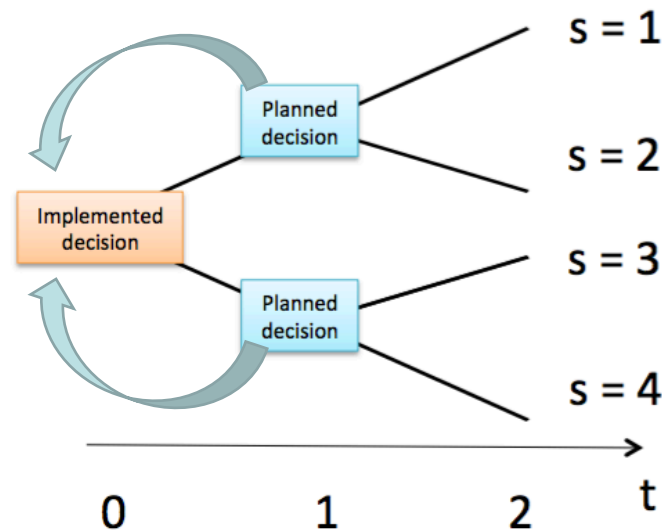 s = 1
Planned
decision
s = 2
Implemented
decision
s = 3
Planned
decision
s = 4
0 1 2 t